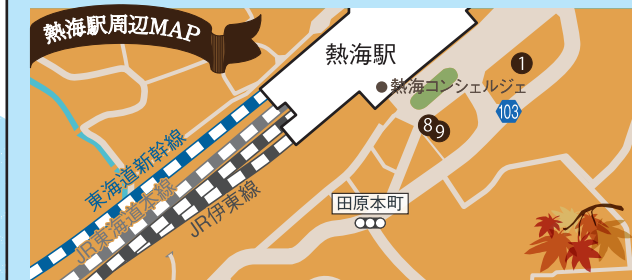 熱海駅周辺MAP
熱海駅
熱海コンシェルジェ
1
103
8
9
東海道新幹線
JR東海道本線
JR伊東線
田原本町